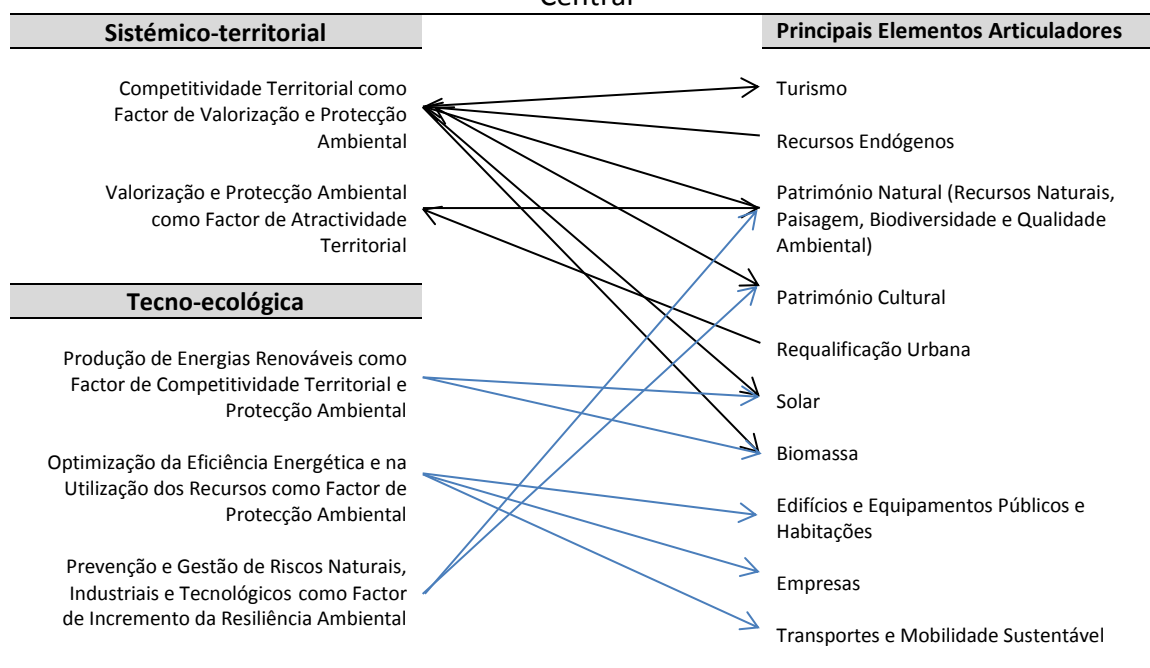 Central
Sistémico-territorial
Competitividade Territorial como
Factor de Valorização e Protecção
Ambiental
Valorização e Protecção Ambiental
como Factor de Atractividade
Territorial
Tecno-ecológica
Produção de Energias Renováveis como
Factor de Competitividade Territorial e
Protecção Ambiental
Optimização da Eficiência Energética e na
Utilização dos Recursos como Factor de
Protecção Ambiental
Prevenção e Gestão de Riscos Naturais,
Industriais e Tecnológicos como Factor
de Incremento da Resiliência Ambiental
Principais Elementos Articuladores
Turismo
Recursos Endógenos
Património Natural (Recursos Naturais,
Paisagem, Biodiversidade e Qualidade
Ambiental)
Património Cultural
Requalificação Urbana
Solar
Biomassa
Edifícios e Equipamentos Públicos e
Habitações
Empresas
Transportes e Mobilidade Sustentável